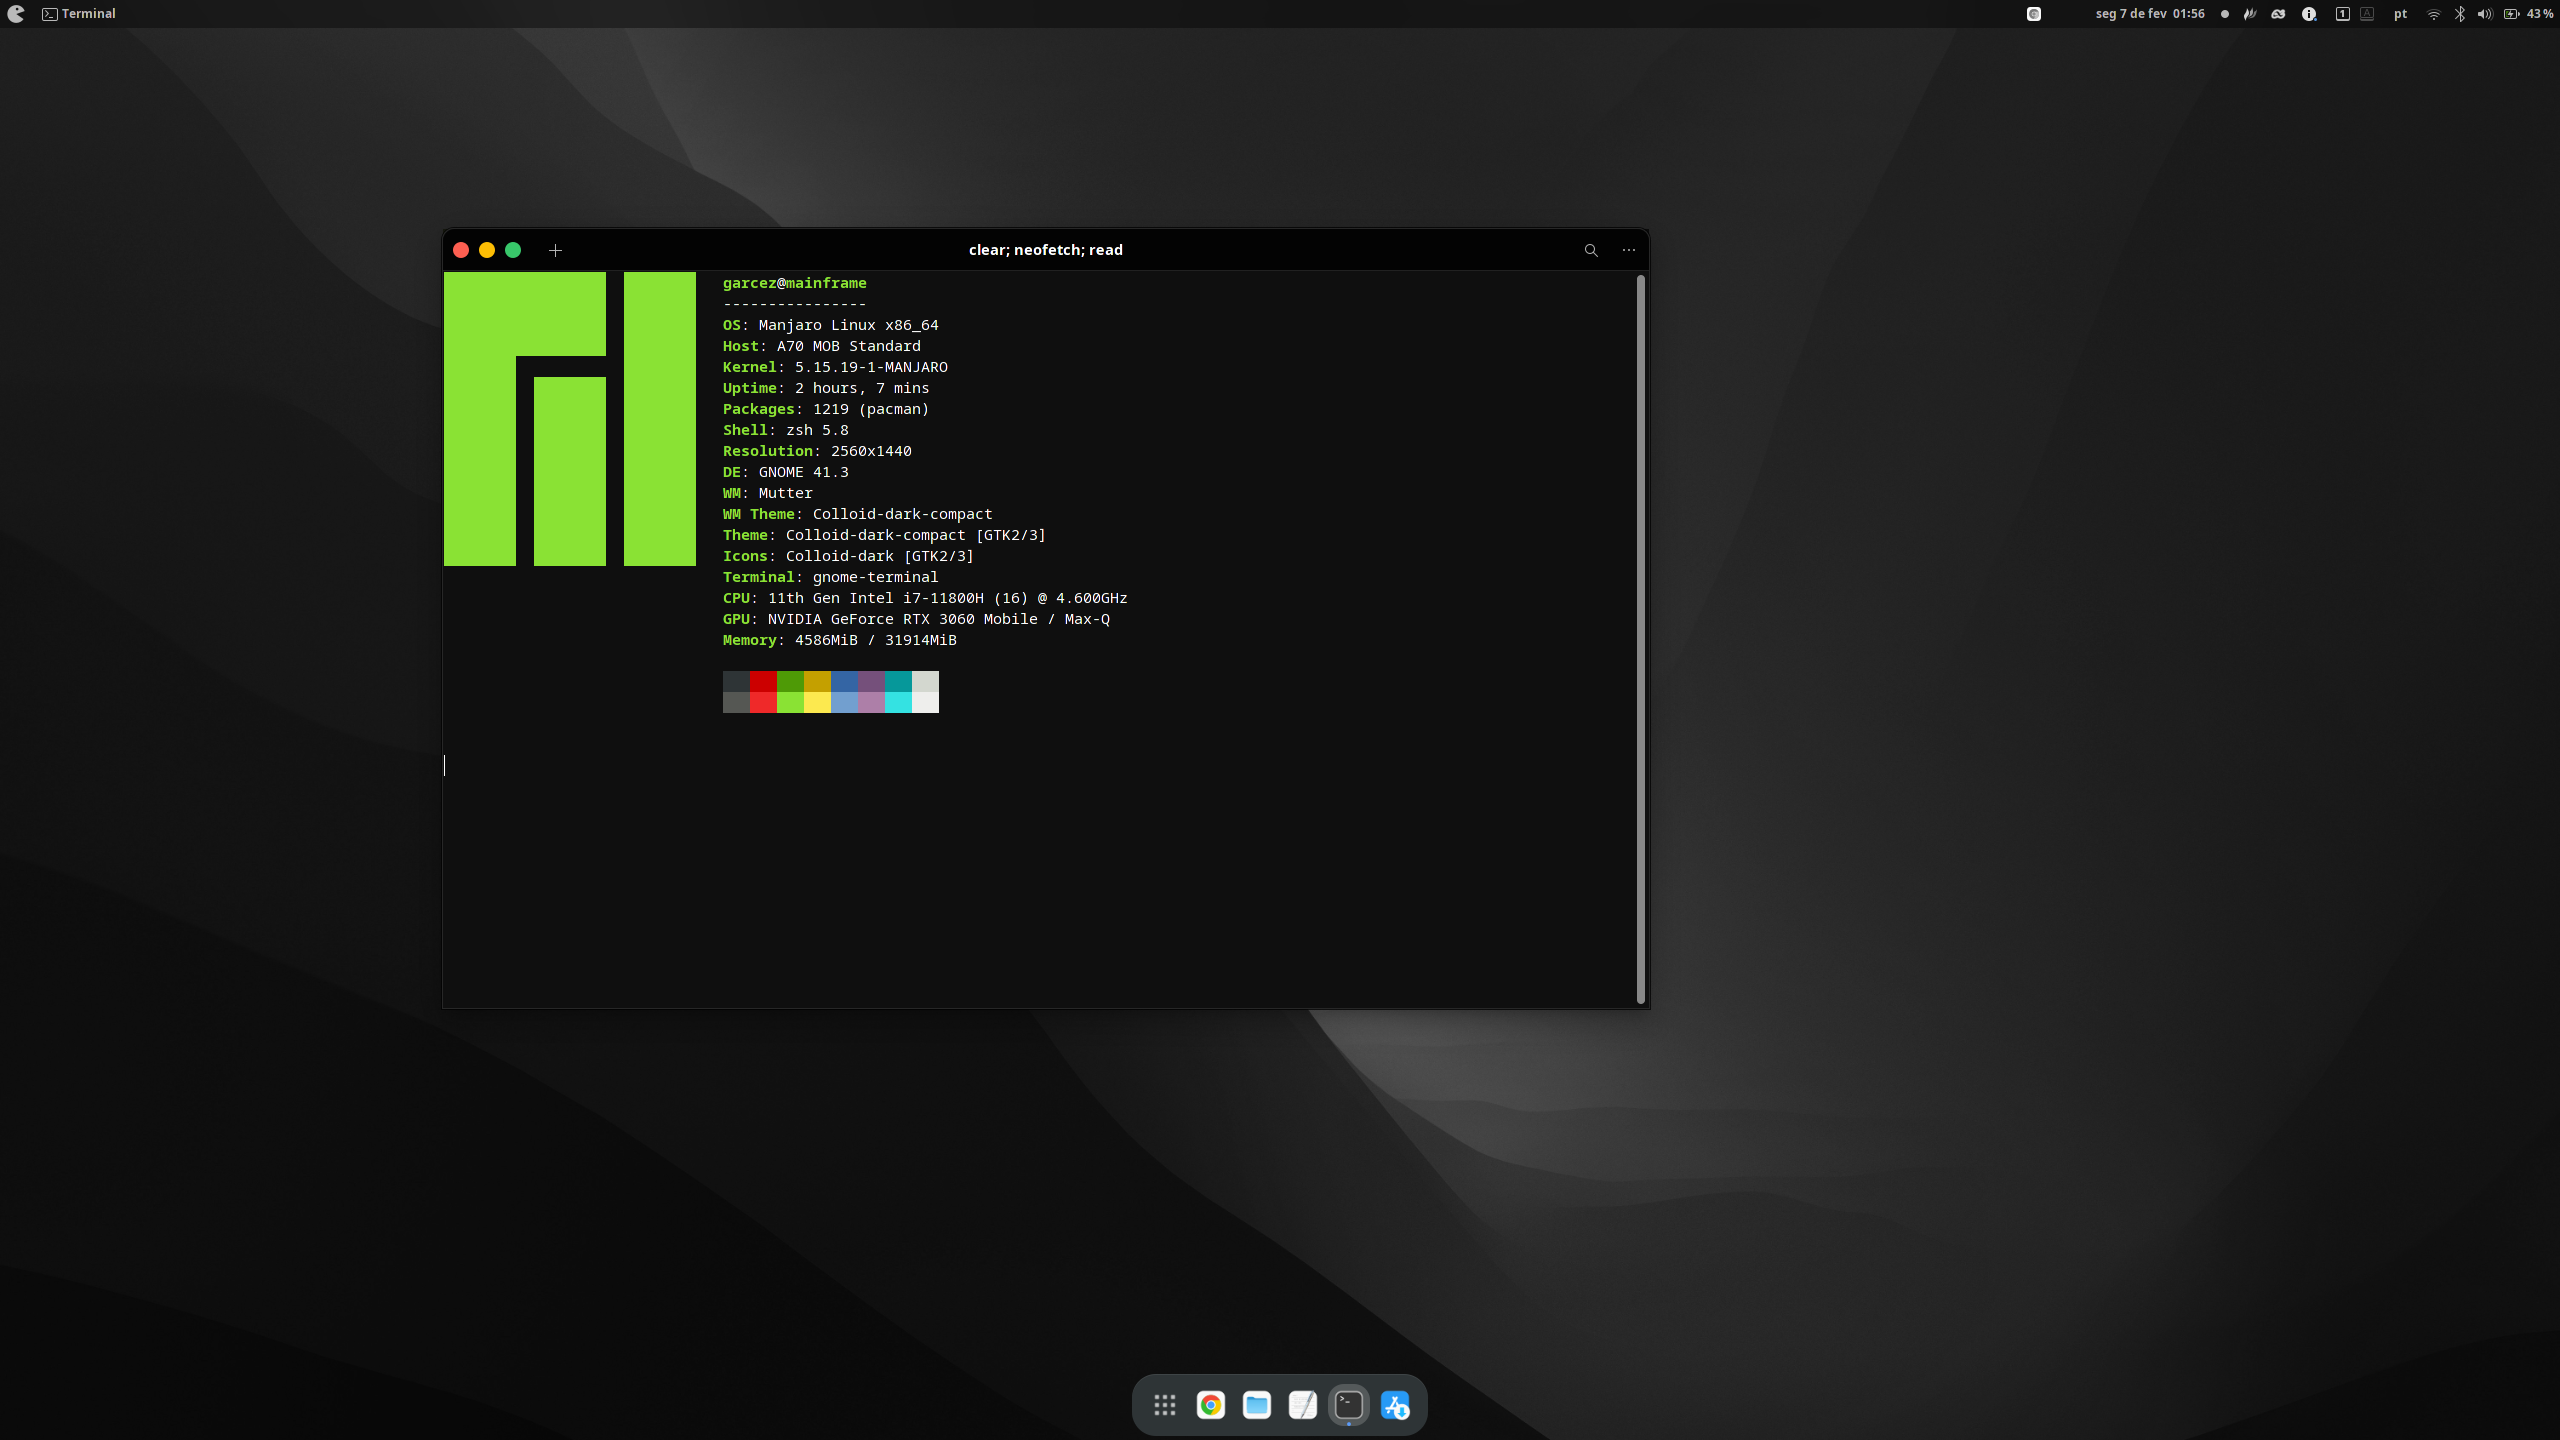 Terminal
seg 7 de fev 01:56
1
A
pt
43 %
clear; neofetch; read
garcez@mainframe
----------------
OS: Manjaro Linux x86_64
Host: A70 MOB Standard
Kernel: 5.15.19-1-MANJARO
Uptime: 2 hours, 7 mins
Packages: 1219 (pacman)
Shell: zsh 5.8
Resolution: 2560x1440
DE: GNOME 41.3
WM: Mutter
WM Theme: Colloid-dark-compact
Theme: Colloid-dark-compact [GTK2/3]
Icons: Colloid-dark [GTK2/3]
Terminal: gnome-terminal
CPU: 11th Gen Intel i7-11800H (16) @ 4.600GHz
GPU: NVIDIA GeForce RTX 3060 Mobile / Max-Q
Memory: 4586MiB / 31914MiB